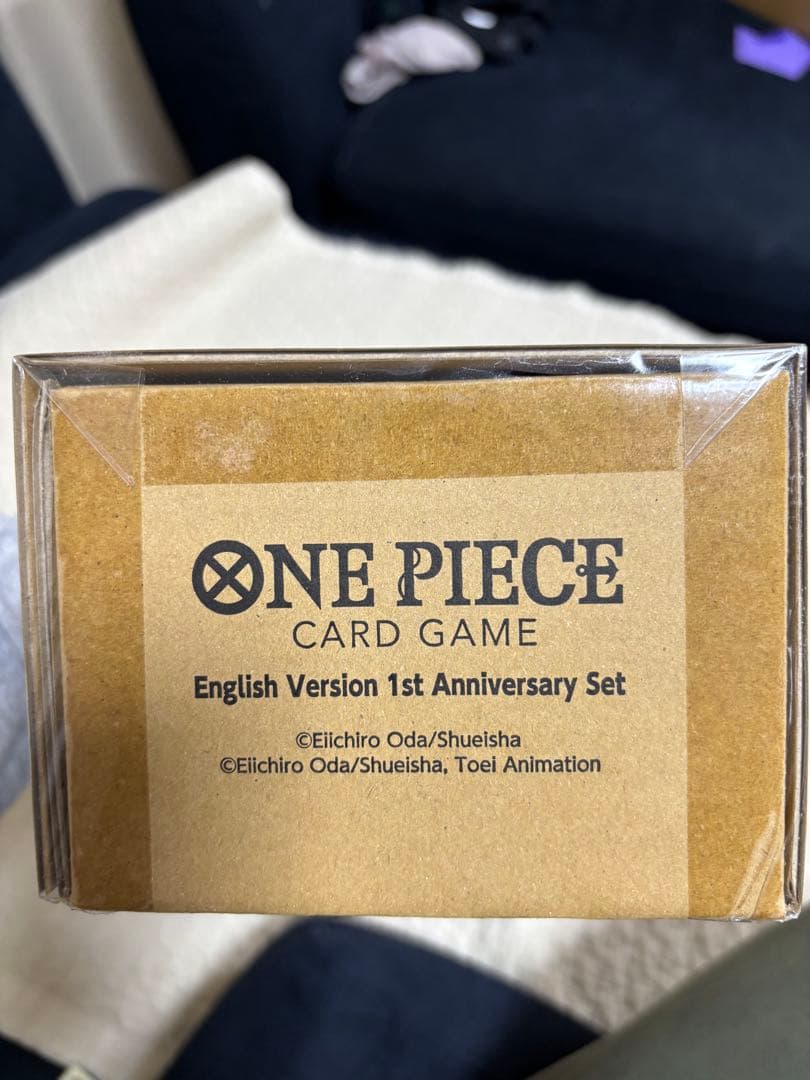 ONE PIECE
CARD GAME
English Version 1st Anniversary Set
©Eiichiro Oda/Shueisha
©Eiichiro Oda/Shueisha, Toei Animation